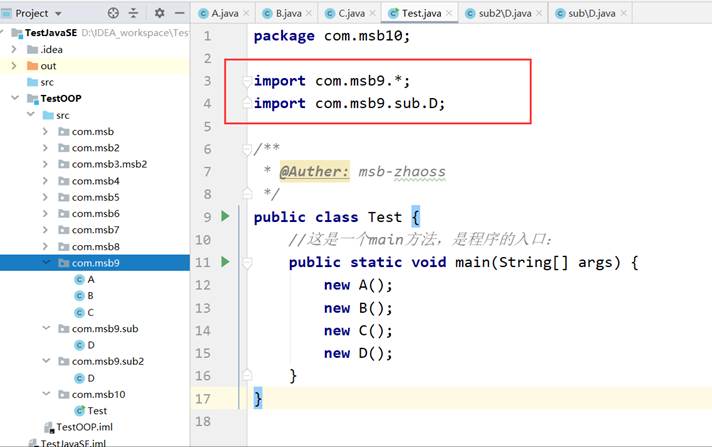 Project
A.java
B.java
C.java
Test.java
sub2\D.java
sub\D.java
TestJavaSE D:\IDEA_workspace\Tes
.idea
out
src
TestOOP
src
com.msb
com.msb2
com.msb3.msb2
com.msb4
com.msb5
com.msb6
com.msb7
com.msb8
com.msb9
A
B
C
com.msb9.sub
D
com.msb9.sub2
D
com.msb10
Test
TestOOP.iml
TestJavaSE.iml
1 package com.msb10;
2
3 import com.msb9.*;
4 import com.msb9.sub.D;
5
6 /**
7 * @Auther: msb-zhaoss
8 */
9 public class Test {
10 //这是一个main方法，是程序的入口：
11 public static void main(String[] args) {
12 new A();
13 new B();
14 new C();
15 new D();
16 }
17 }
18